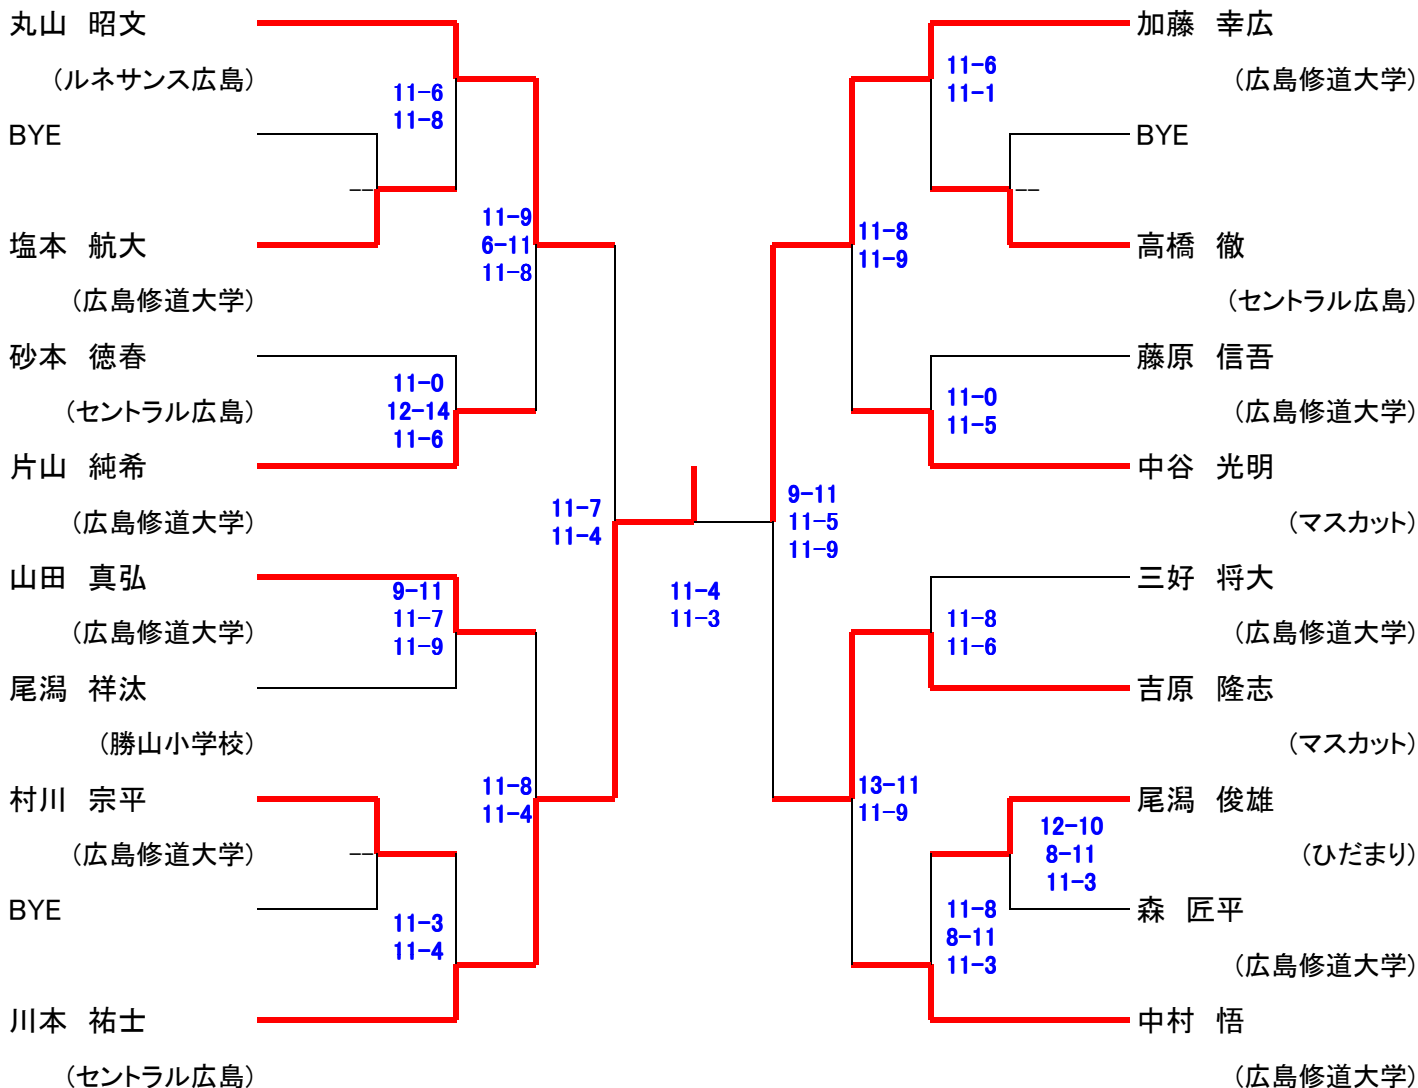 丸山　昭文
（ルネサンス広島）
BYE
塩本　航大
（広島修道大学）
砂本　徳春
（セントラル広島）
片山　純希
（広島修道大学）
山田　真弘
（広島修道大学）
尾潟　祥汰
（勝山小学校）
村川　宗平
（広島修道大学）
BYE
川本　祐士
（セントラル広島）
11-6
11-8
--
11-0
12-14
11-6
9-11
11-7
11-9
--
11-3
11-4
11-9
6-11
11-8
11-8
11-4
11-7
11-4
11-4
11-3
9-11
11-5
11-9
11-8
11-9
13-11
11-9
11-6
11-1
--
11-0
11-5
11-8
11-6
12-10
8-11
11-3
11-8
8-11
11-3
加藤　幸広
（広島修道大学）
BYE
高橋　徹
（セントラル広島）
藤原　信吾
（広島修道大学）
中谷　光明
（マスカット）
三好　将大
（広島修道大学）
吉原　隆志
（マスカット）
尾潟　俊雄
（ひだまり）
森　匠平
（広島修道大学）
中村　悟
（広島修道大学）